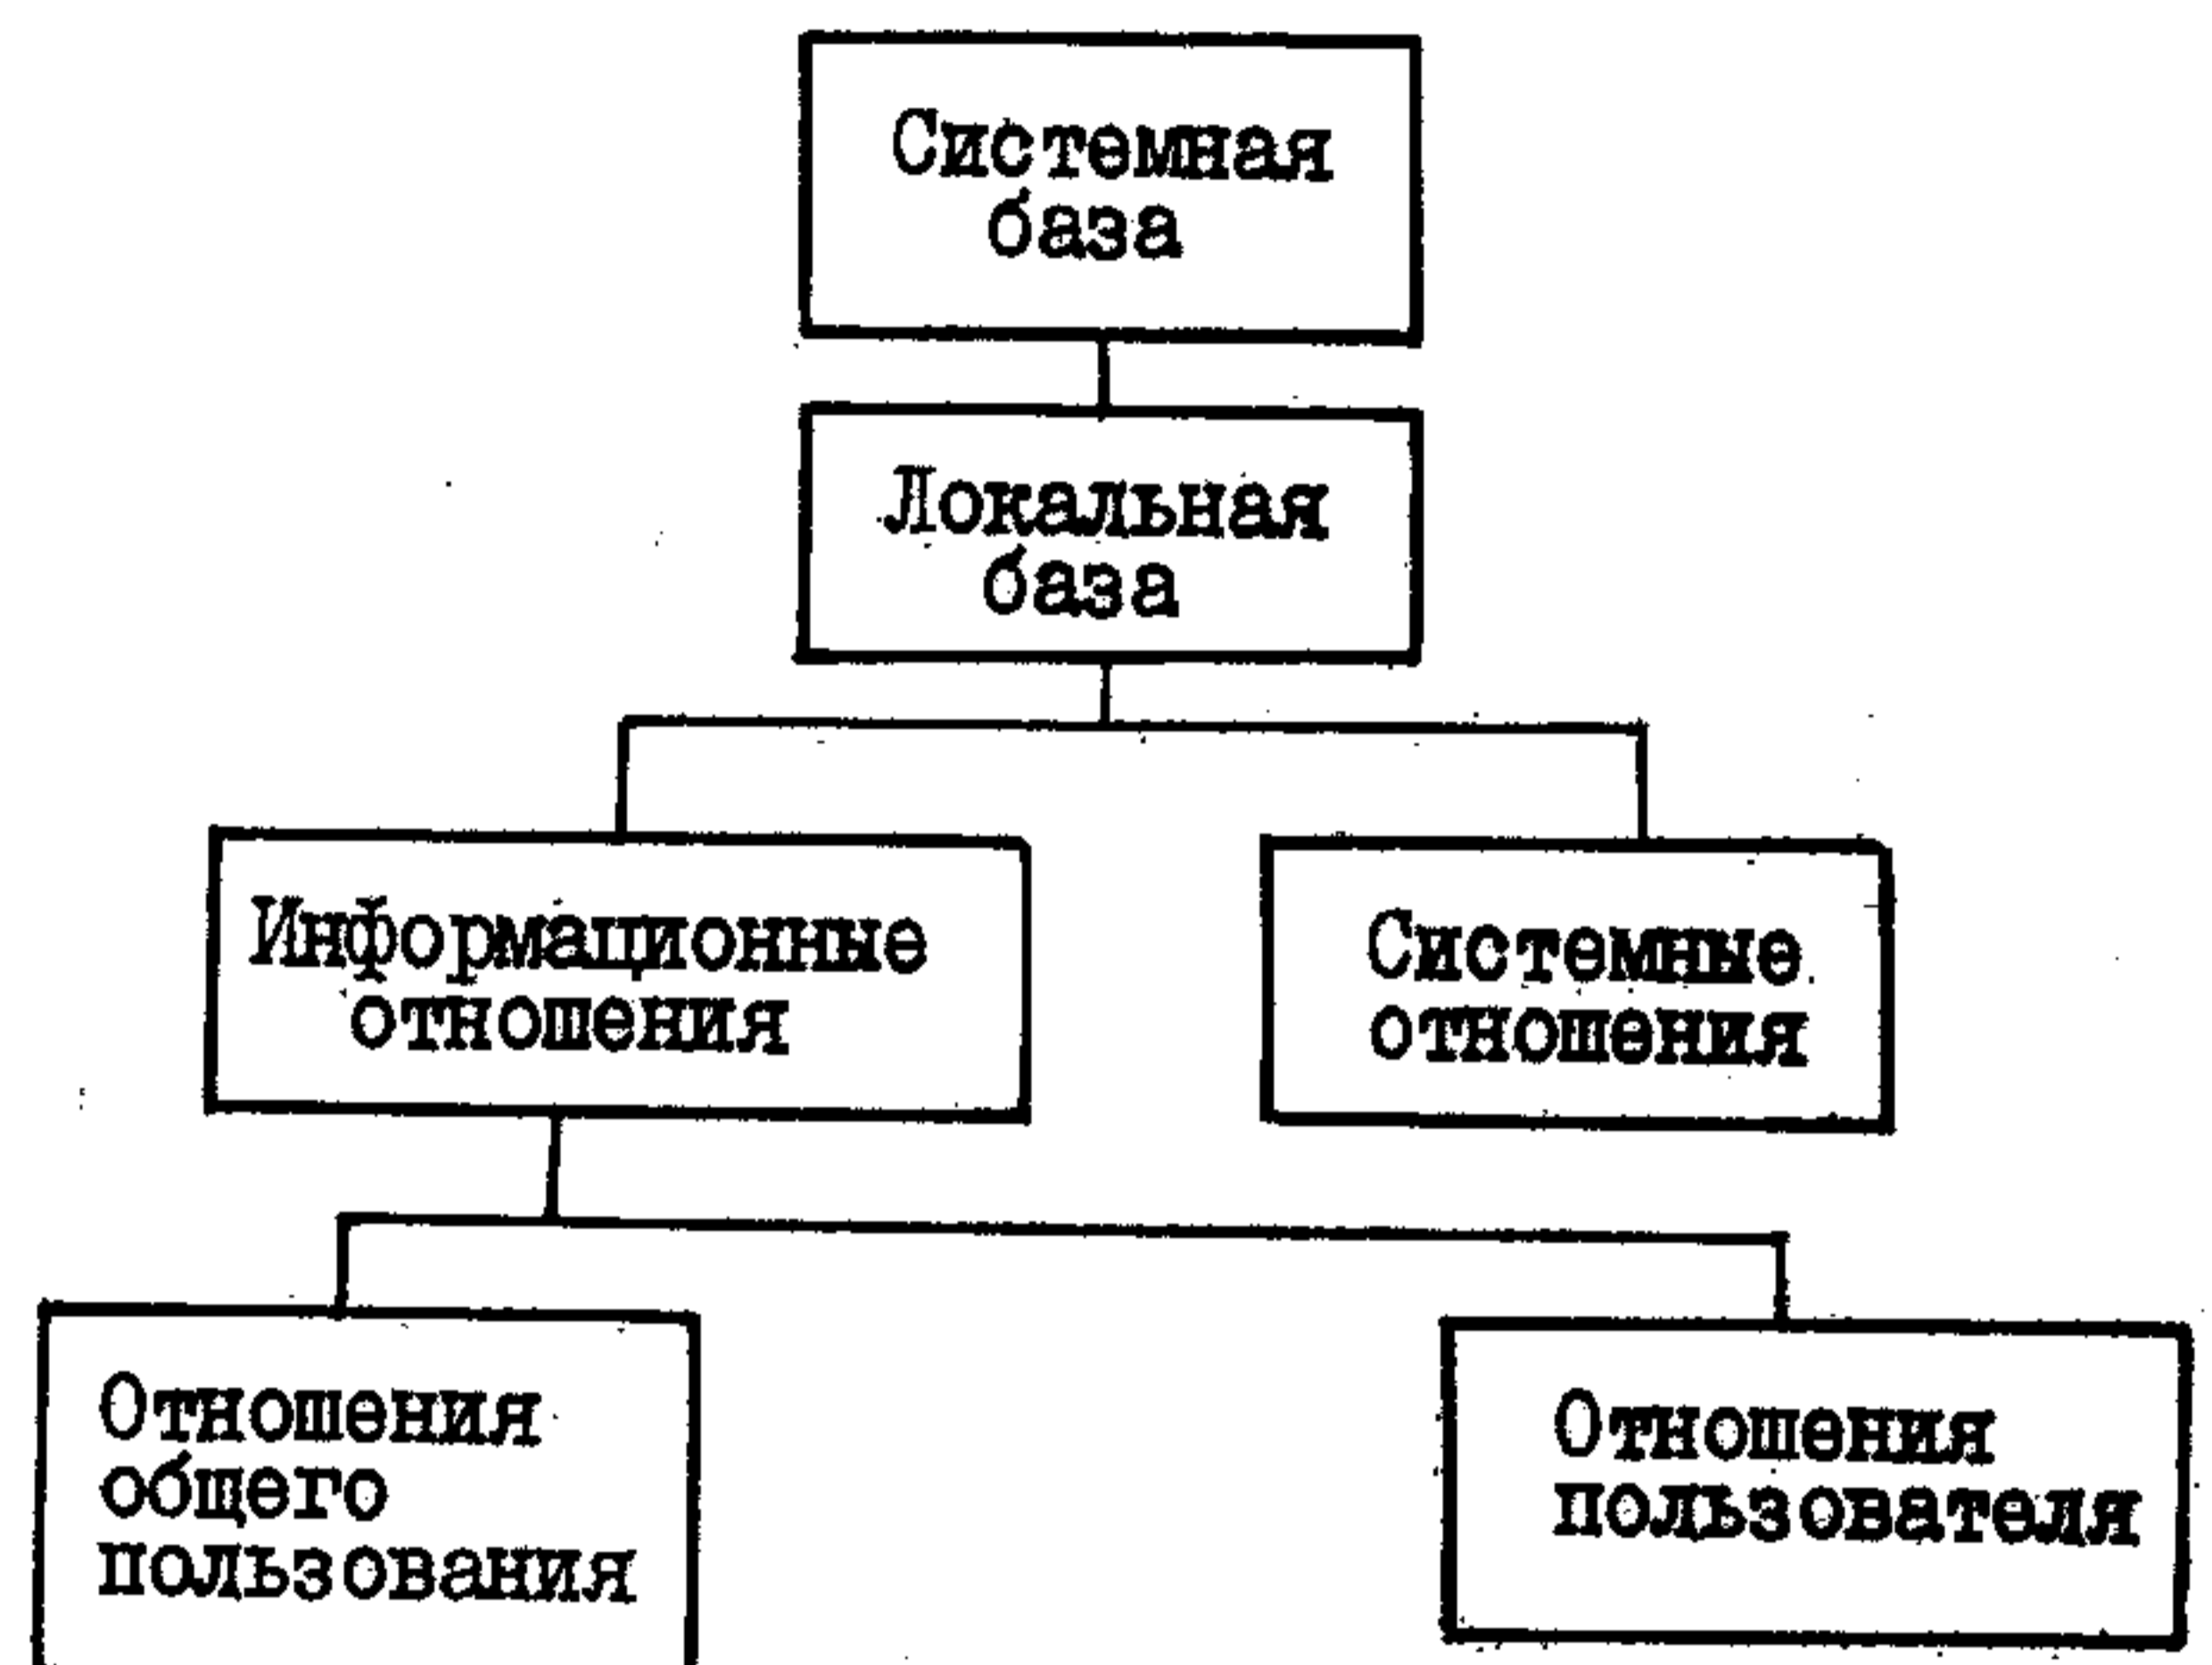 Системная
база
Локальная
база
Информационные
отношения
Системные
отношения
Отношения
общего
пользования
Отношения
пользователя